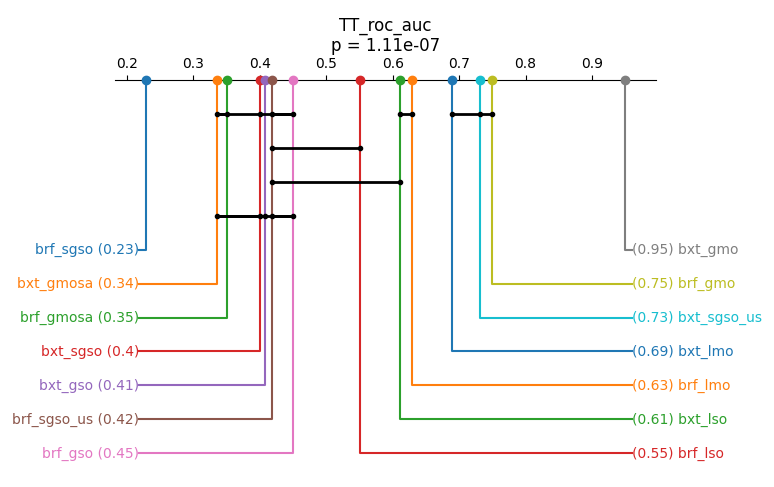 TT_roc_auc
p = 1.11e-07
0.2 0.3 0.4 0.5 0.6 0.7 0.8 0.9
brf_sgso (0.23) (0.95) bxt_gmo
bxt_gmosa (0.34) (0.75) brf_gmo
brf_gmosa (0.35) (0.73) bxt_sgso_us
bxt_sgso (0.4) (0.69) bxt_lmo
bxt_gso (0.41) (0.63) brf_lmo
brf_sgso_us (0.42) (0.61) bxt_lso
brf_gso (0.45) (0.55) brf_lso